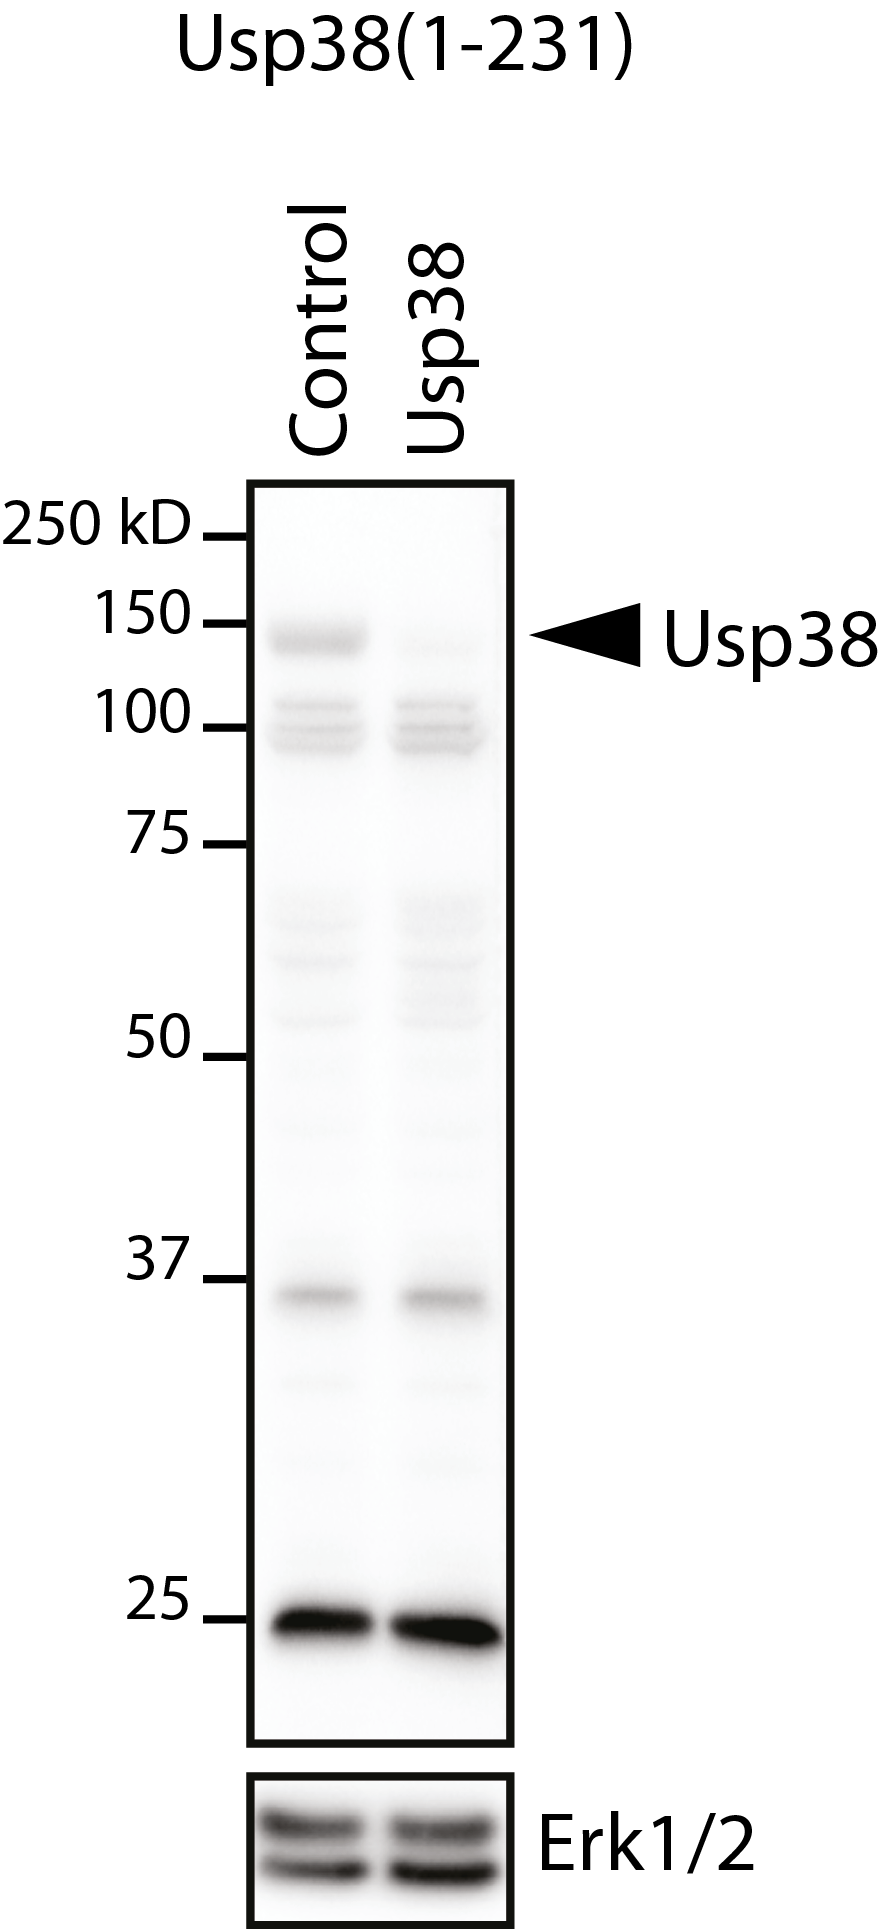 Usp38(1-231)
Control
Usp38
250 kD
150
Usp38
100
75
50
37
25
Erk1/2